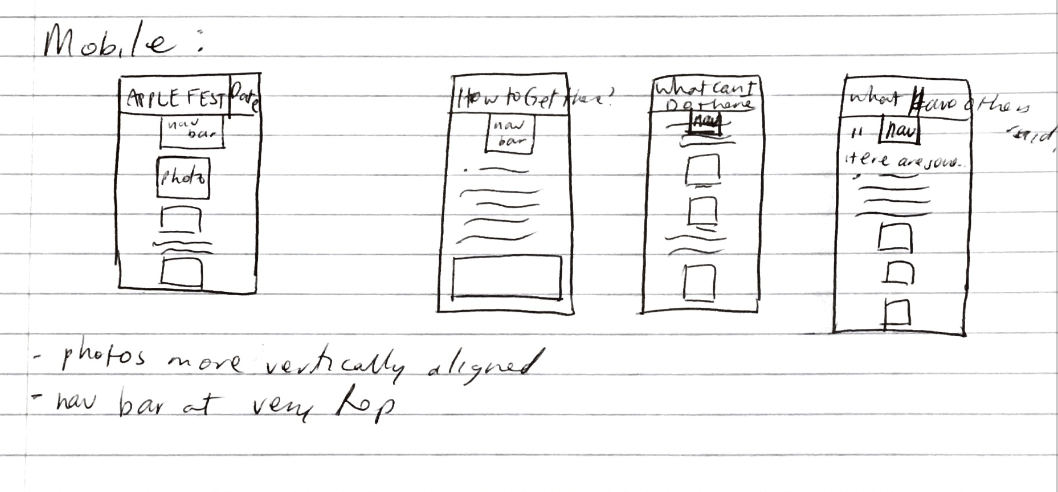 Mobile:
APPLE FEST Date
nav
bar
photo
How to Get there?
nav
bar
What can I
Do there
nav
What Have others
said
" nav
Here are some..
- photos more vertically aligned
- nav bar at very top